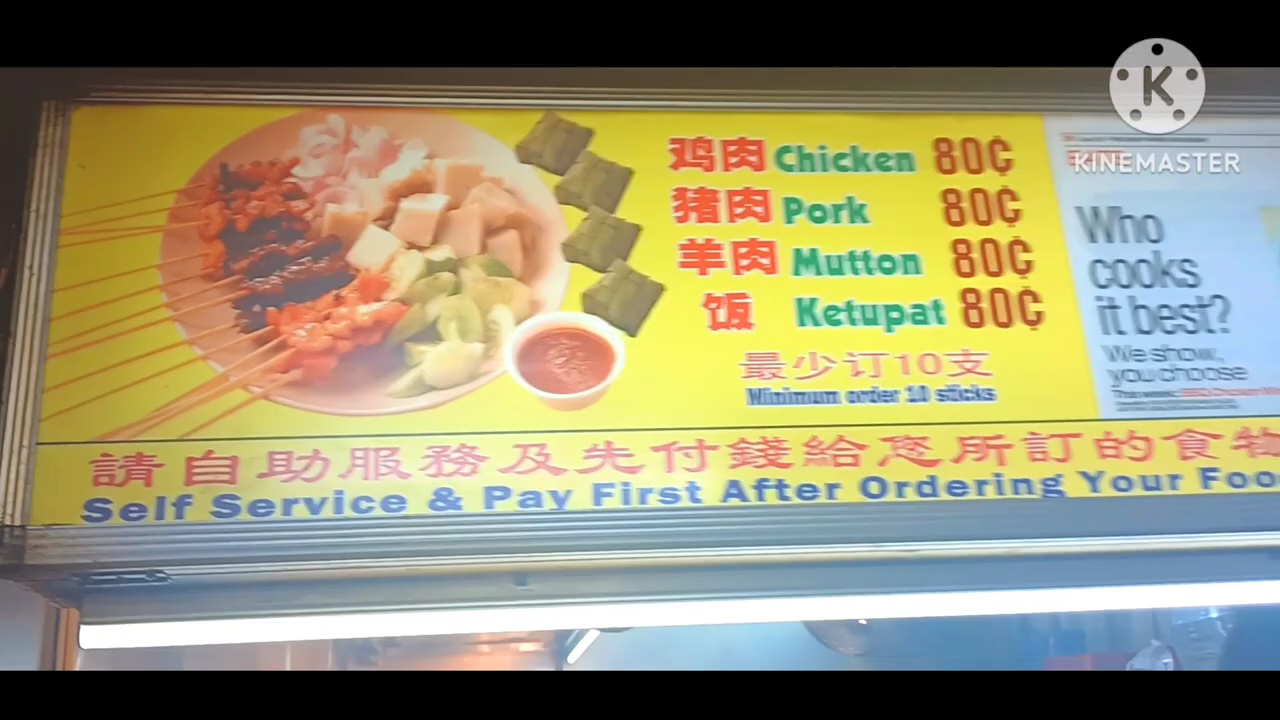 鸡肉 Chicken 80¢
猪肉 Pork 80¢
羊肉 Mutton 80¢
饭 Ketupat 80¢
最少订10支
Minimum order 10 sticks
請自助服務及先付錢給您所訂的食物
Self Service & Pay First After Ordering Your Foo
K
KINEMASTER
Who
cooks
it best?
We show,
you choose